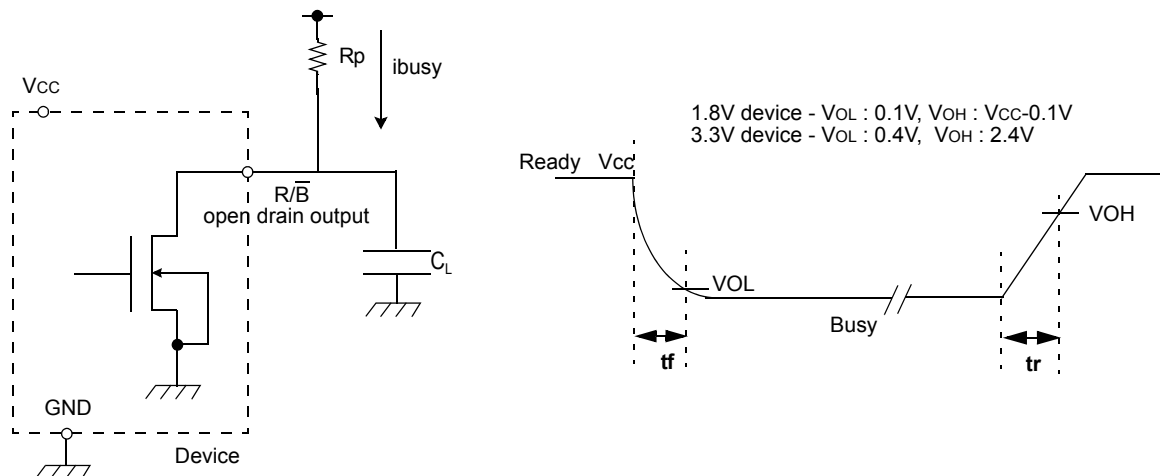 Rp
ibusy
VCC
1.8V device - VOL : 0.1V, VOH : VCC-0.1V
3.3V device - VOL : 0.4V, VOH : 2.4V
Ready Vcc
R/B̅
open drain output
VOH
CL
VOL
Busy
tf
tr
GND
Device